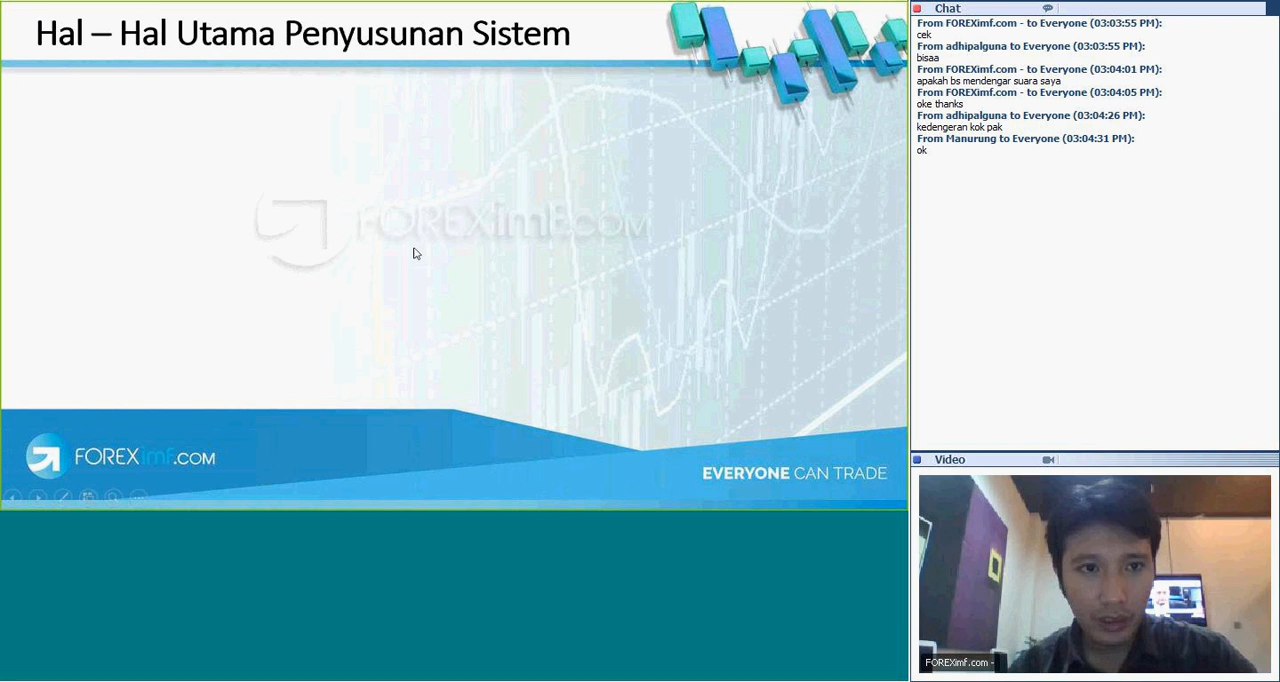 Hal – Hal Utama Penyusunan Sistem
FOREXimF.COM
FOREXimf.COM
EVERYONE CAN TRADE
Chat
From FOREXimf.com - to Everyone (03:03:55 PM):
cek
From adhipalguna to Everyone (03:03:55 PM):
bisaa
From FOREXimf.com - to Everyone (03:04:01 PM):
apakah bs mendengar suara saya
From FOREXimf.com - to Everyone (03:04:05 PM):
oke thanks
From adhipalguna to Everyone (03:04:26 PM):
kedengeran kok pak
From Manurung to Everyone (03:04:31 PM):
ok
Video
FOREXimf.com -